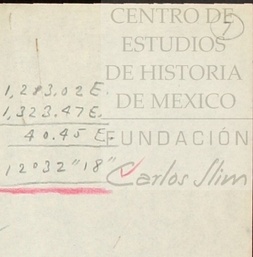 7
CENTRO DE
ESTUDIOS
DE HISTORIA
DE MEXICO
FUNDACIÓN
Carlos Slim
1,283.02 E.
1,323.47 E.
40.45 E.
12°32'18"